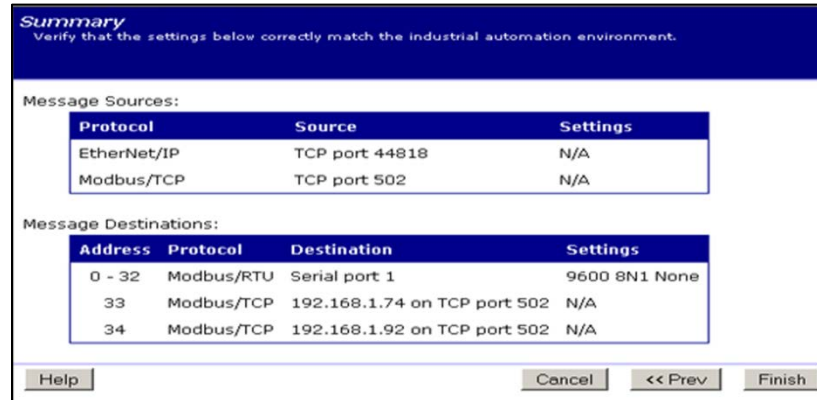 Summary
Verify that the settings below correctly match the industrial automation environment.
Message Sources:
Protocol Source Settings
EtherNet/IP TCP port 44818 N/A
Modbus/TCP TCP port 502 N/A
Message Destinations:
Address Protocol Destination Settings
0 - 32 Modbus/RTU Serial port 1 9600 8N1 None
33 Modbus/TCP 192.168.1.74 on TCP port 502 N/A
34 Modbus/TCP 192.168.1.92 on TCP port 502 N/A
Help Cancel << Prev Finish